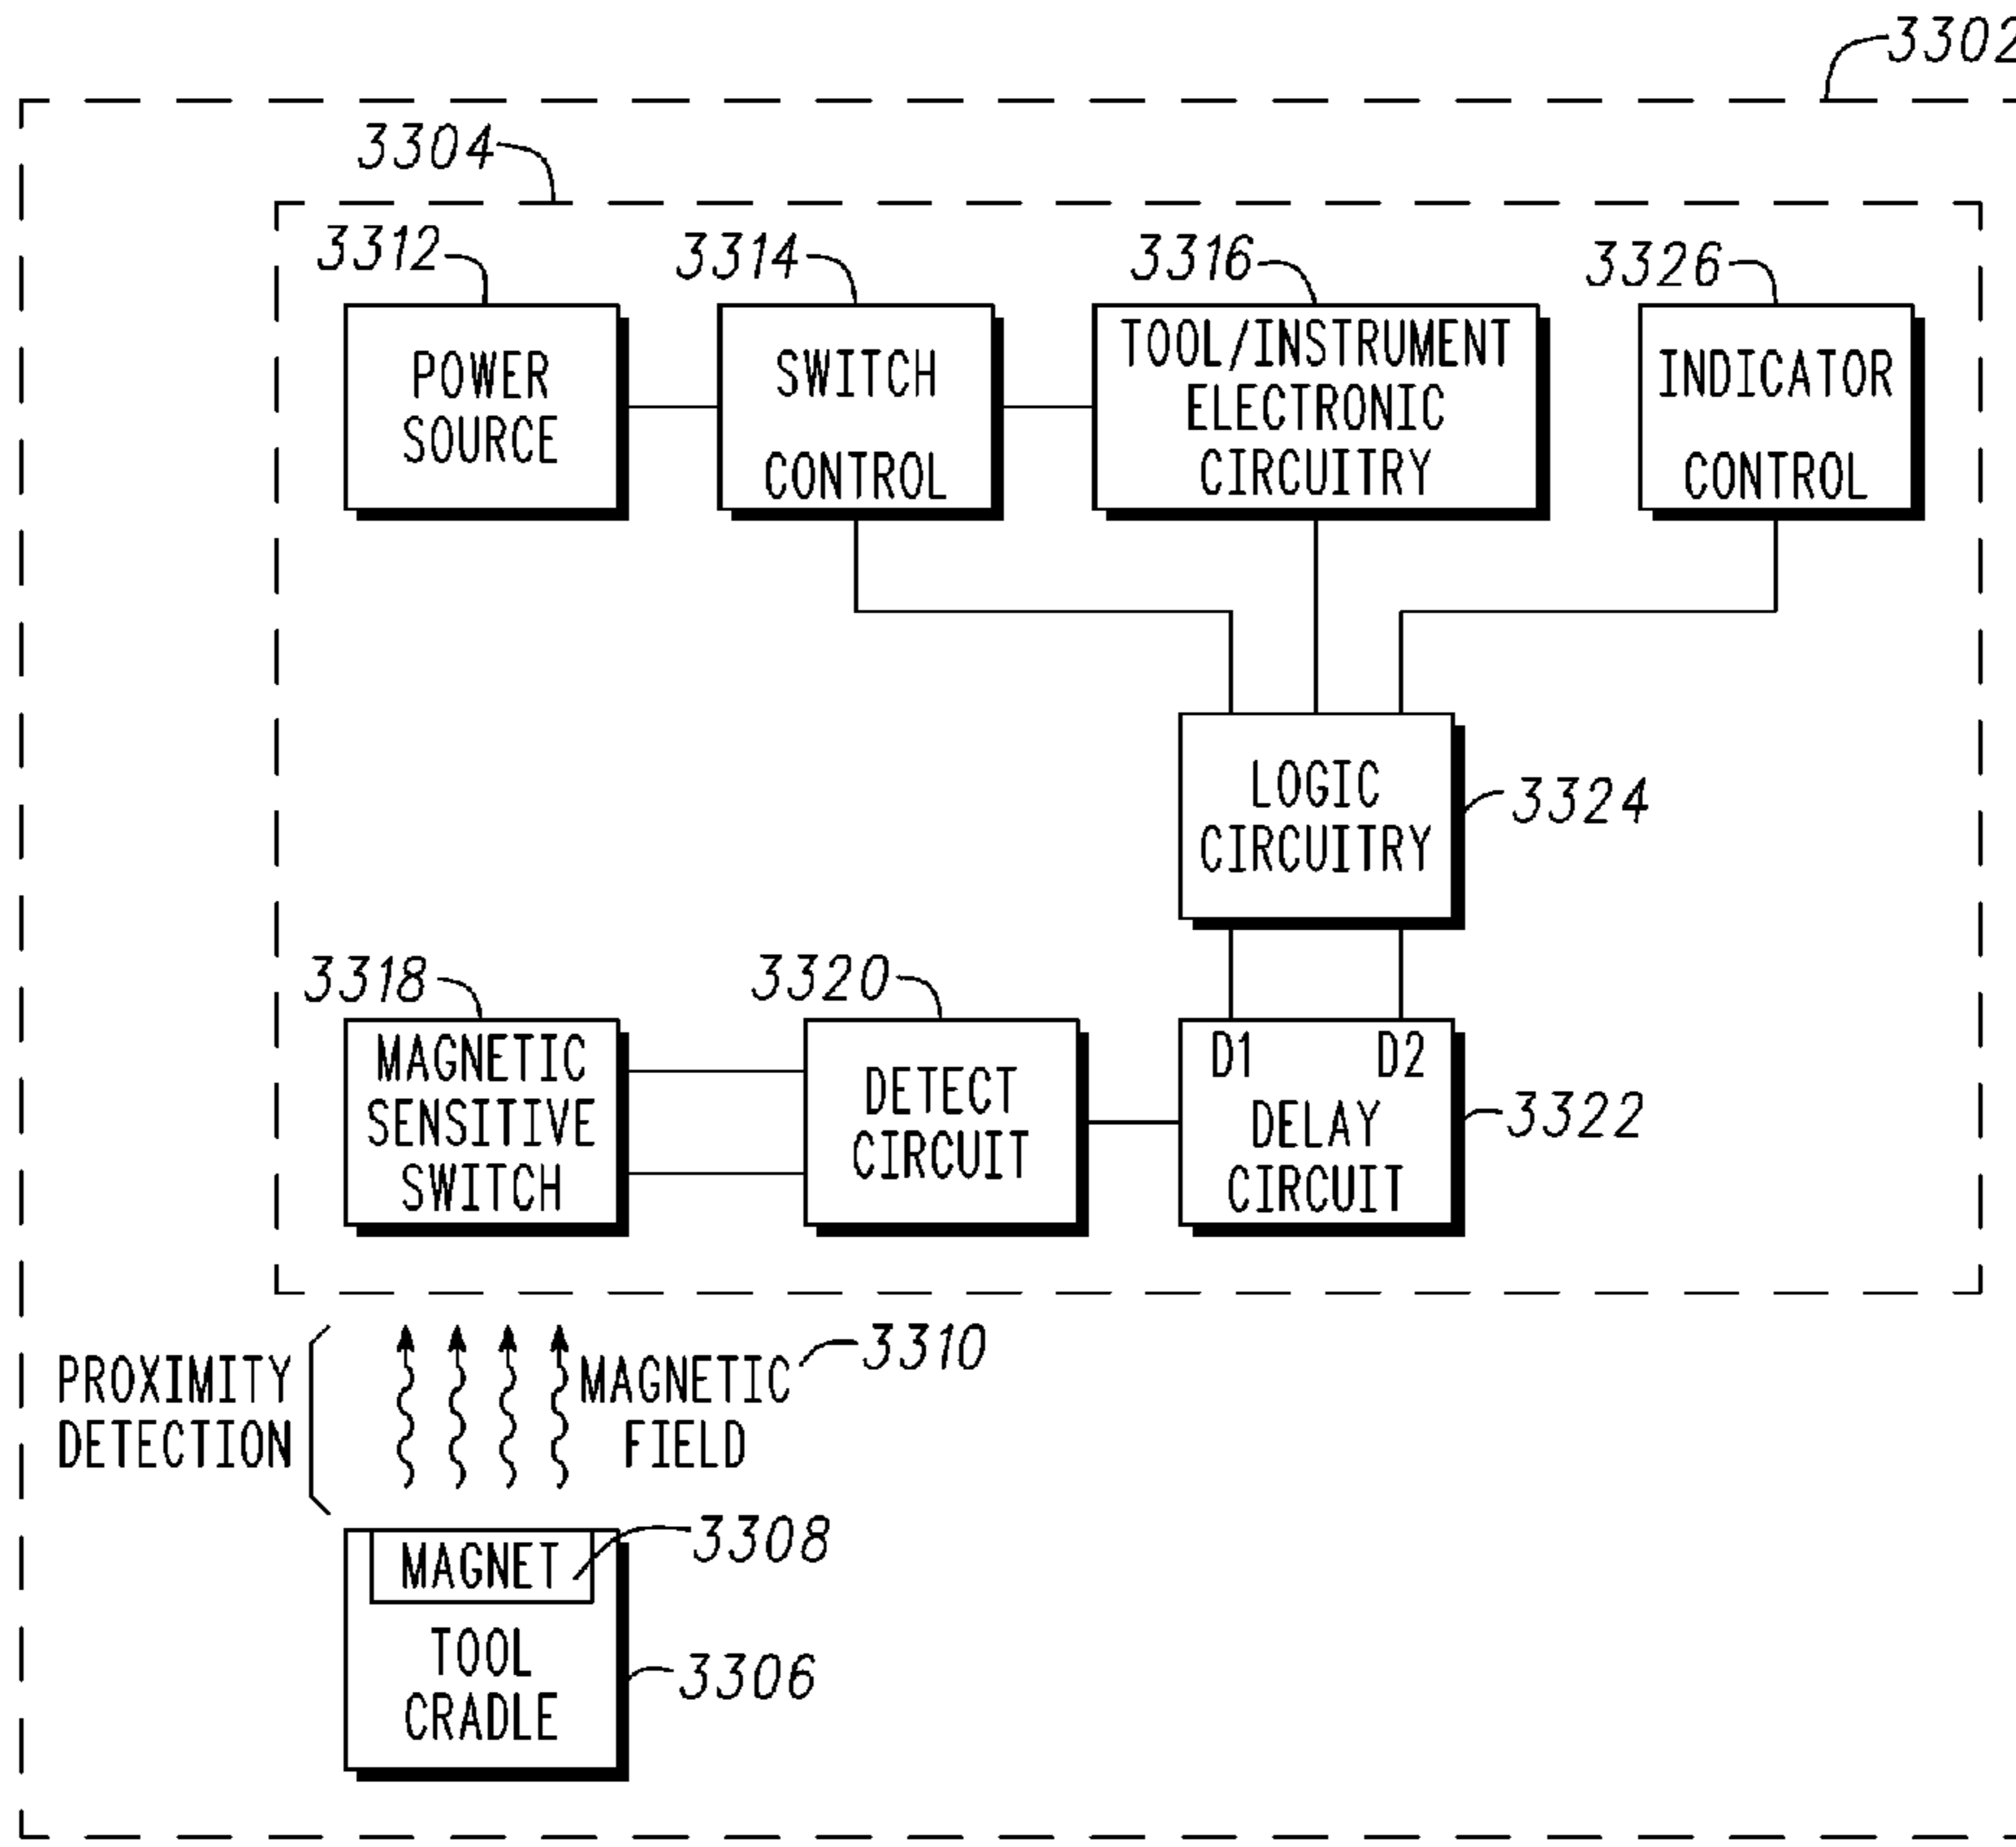 3302
3304
3312
3314
3316
3326
POWER
SOURCE
SWITCH
CONTROL
TOOL/INSTRUMENT
ELECTRONIC
CIRCUITRY
INDICATOR
CONTROL
LOGIC
CIRCUITRY
3324
3318
3320
MAGNETIC
SENSITIVE
SWITCH
DETECT
CIRCUIT
D1 D2
DELAY
CIRCUIT
3322
PROXIMITY
DETECTION
MAGNETIC
FIELD
3310
MAGNET
3308
TOOL
CRADLE
3306